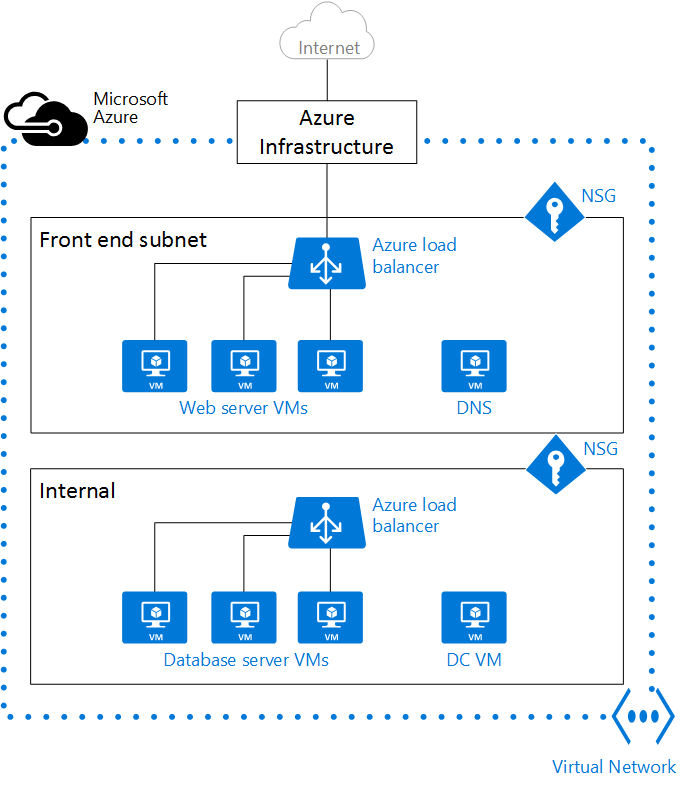 Internet
Microsoft
Azure
Azure
Infrastructure
NSG
Front end subnet
Azure load
balancer
VM
VM
VM
VM
Web server VMs
DNS
NSG
Internal
Azure load
balancer
VM
VM
VM
VM
Database server VMs
DC VM
Virtual Network